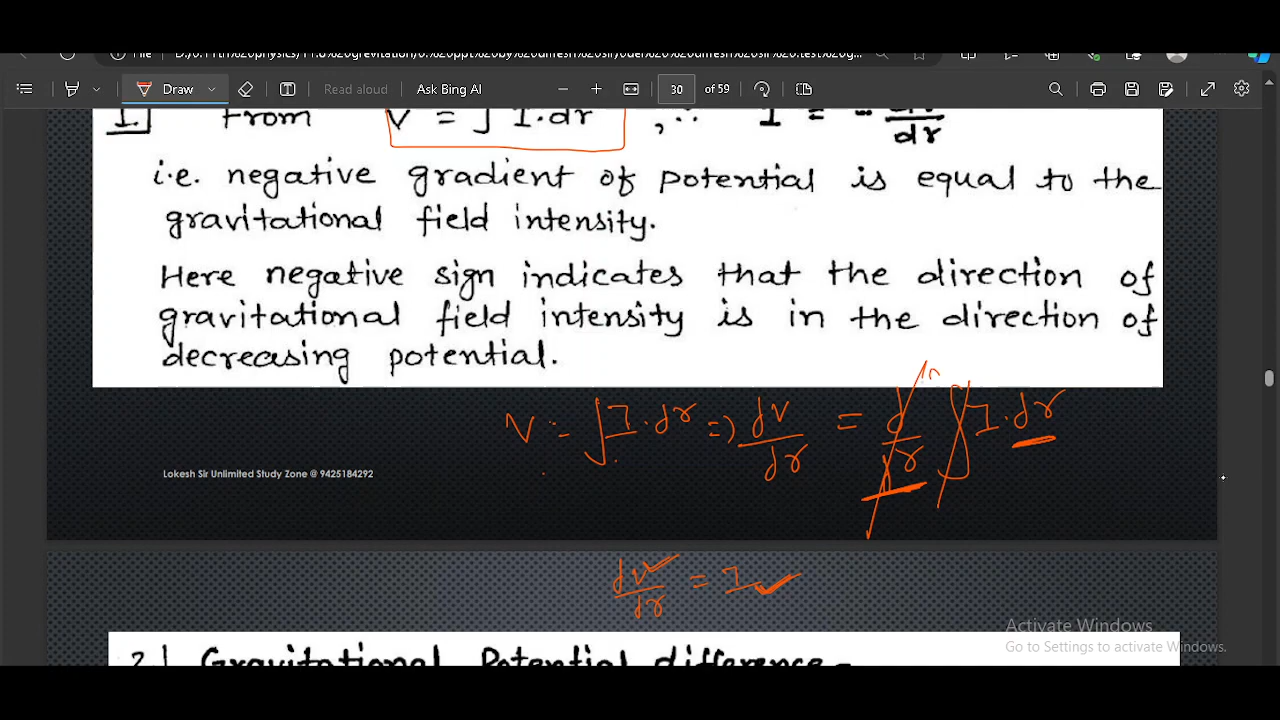 Draw
Read aloud
Ask Bing AI
30
of 59
1.] From V = ∫ I.dr , ∴ I = - dV/dr
i.e. negative gradient of potential is equal to the
gravitational field intensity.
Here negative sign indicates that the direction of
gravitational field intensity is in the direction of
decreasing potential.
V = ∫ I.dr => dV/dr = d/dr ∫ I.dr
Lokesh Sir Unlimited Study Zone @ 9425184292
dV/dr = I
Activate Windows
Go to Settings to activate Windows.
2.] Gravitational Potential difference -